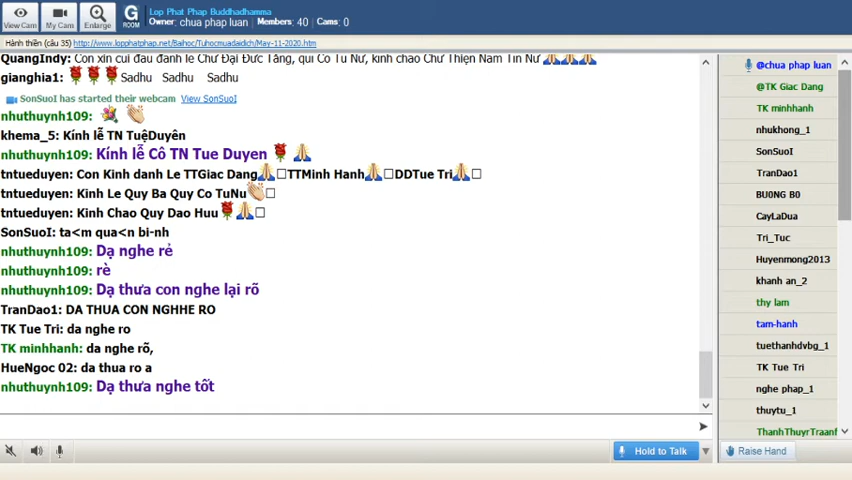 View Cam
My Cam
Enlarge
G ROOM
Lop Phat Phap Buddhadhamma
Owner: chua phap luan Members: 40 Cams: 0
Hành thiền (câu 35) http://www.lopphatphap.net/Baihoc/Tuhocmuadaidich/May-11-2020.htm
QuangIndy: Con xin cúi đầu đảnh lễ Chư Đại Đức Tăng, quí Cô Tu Nữ, kính chào Chư Thiện Nam Tín Nữ
gianghia1: Sadhu Sadhu Sadhu
SonSuoI has started their webcam View SonSuoI
nhuthuynh109:
khema_5: Kính lễ TN TuệDuyên
nhuthuynh109: Kính lễ Cô TN Tue Duyen
tntueduyen: Con Kinh danh Le TTGiac Dang TTMinh Hanh DDTue Tri
tntueduyen: Kinh Le Quy Ba Quy Co TuNu
tntueduyen: Kinh Chao Quy Dao Huu
SonSuoI: ta<m qua<n bi-nh
nhuthuynh109: Dạ nghe rẻ
nhuthuynh109: rè
nhuthuynh109: Dạ thưa con nghe lại rõ
TranDao1: DA THUA CON NGHHE RO
TK Tue Tri: da nghe ro
TK minhhanh: da nghe rõ,
HueNgoc 02: da thua ro a
nhuthuynh109: Dạ thưa nghe tốt
Hold to Talk
@chua phap luan
@TK Giac Dang
TK minhhanh
nhukhong_1
SonSuoI
TranDao1
BU0NG B0
CayLaDua
Tri_Tuc
Huyenmong2013
khanh an_2
thy lam
tam-hanh
tuethanhdvbg_1
TK Tue Tri
nghe phap_1
thuytu_1
ThanhThuyrTraanf
Raise Hand